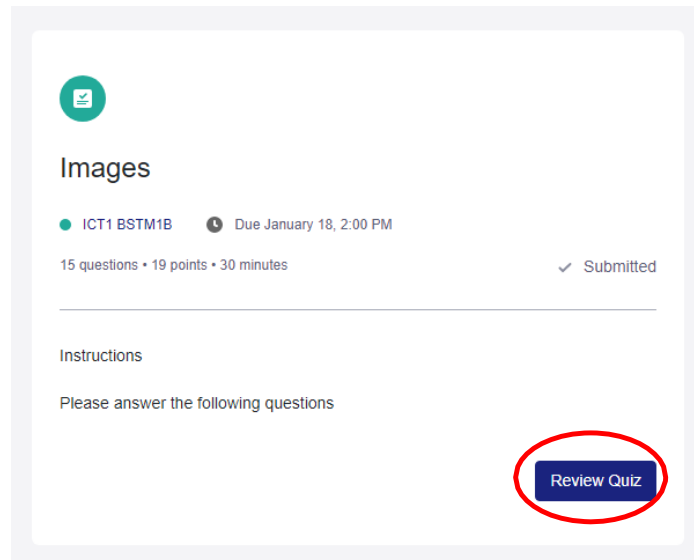 Images
ICT1 BSTM1B Due January 18, 2:00 PM
15 questions • 19 points • 30 minutes Submitted
Instructions
Please answer the following questions
Review Quiz